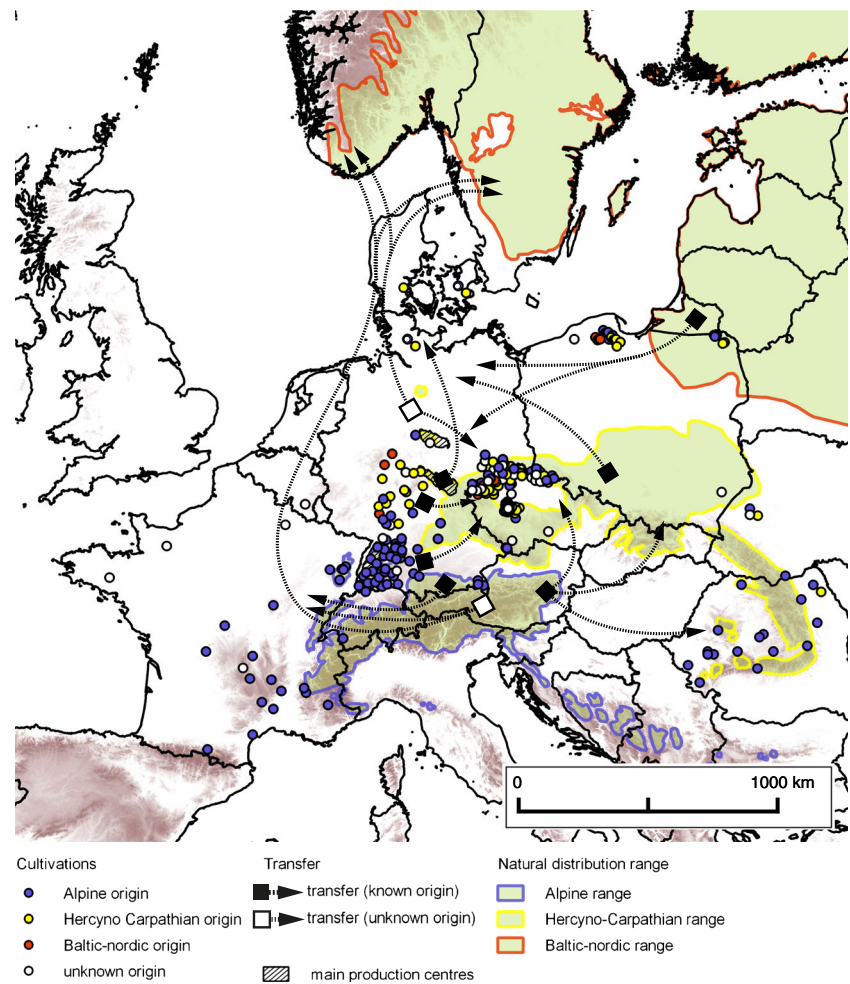 0 1000 km
Cultivations Transfer Natural distribution range
Alpine origin transfer (known origin) Alpine range
Hercyno Carpathian origin transfer (unknown origin) Hercyno-Carpathian range
Baltic-nordic origin Baltic-nordic range
unknown origin main production centres